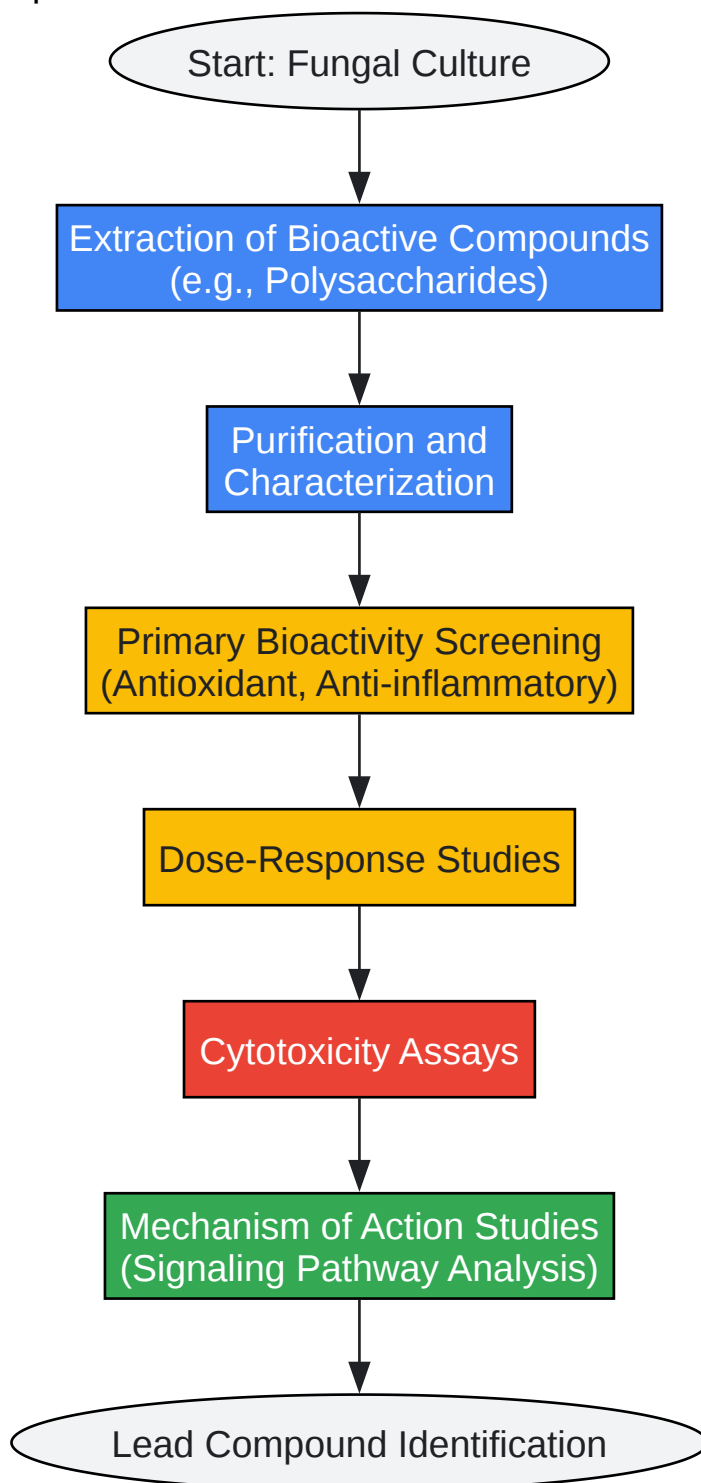 Start: Fungal Culture
Extraction of Bioactive Compounds
(e.g., Polysaccharides)
Purification and
Characterization
Primary Bioactivity Screening
(Antioxidant, Anti-inflammatory)
Dose-Response Studies
Cytotoxicity Assays
Mechanism of Action Studies
(Signaling Pathway Analysis)
Lead Compound Identification